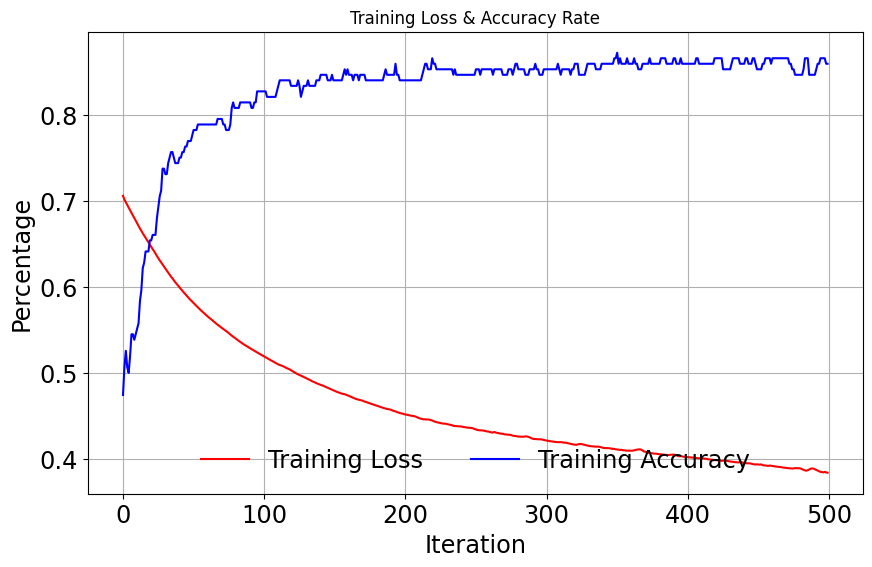 Training Loss & Accuracy Rate
Percentage
0.8
0.7
0.6
0.5
0.4
Training Loss
Training Accuracy
0 100 200 300 400 500
Iteration